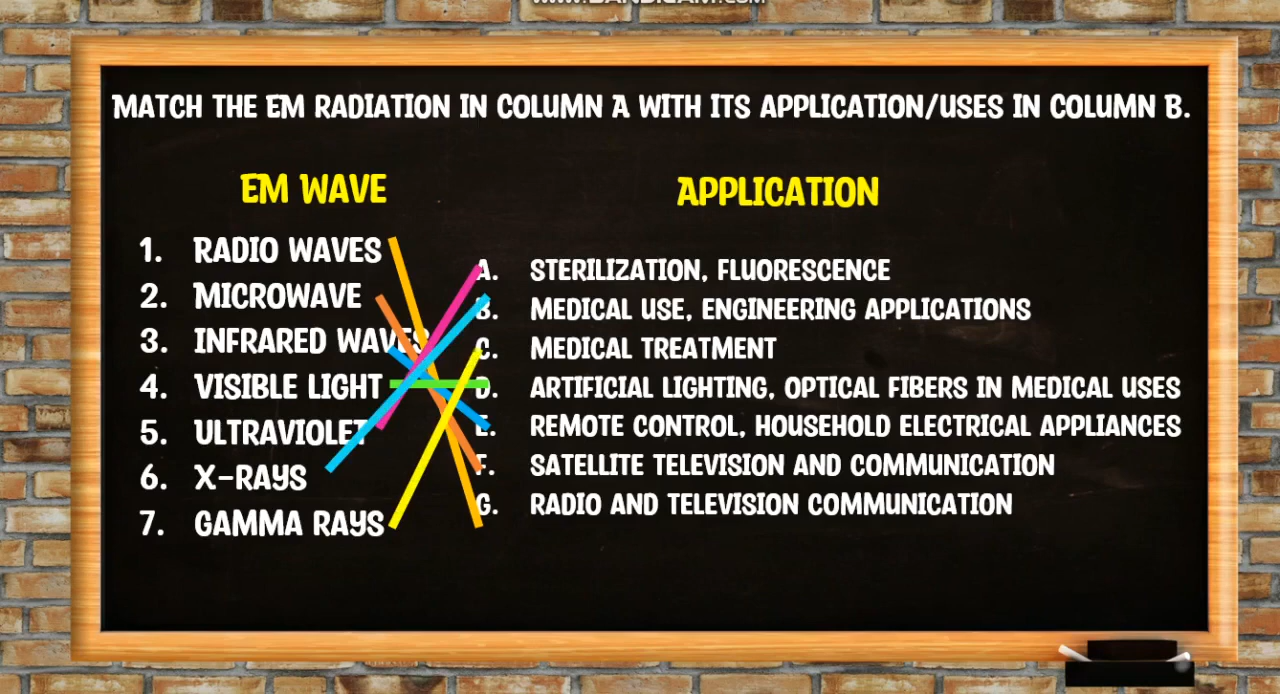 www.BANDICAM.com
MATCH THE EM RADIATION IN COLUMN A WITH ITS APPLICATION/USES IN COLUMN B.
EM WAVE
APPLICATION
1. RADIO WAVES
2. MICROWAVE
3. INFRARED WAVES
4. VISIBLE LIGHT
5. ULTRAVIOLET
6. X-RAYS
7. GAMMA RAYS
A. STERILIZATION, FLUORESCENCE
B. MEDICAL USE, ENGINEERING APPLICATIONS
C. MEDICAL TREATMENT
D. ARTIFICIAL LIGHTING, OPTICAL FIBERS IN MEDICAL USES
E. REMOTE CONTROL, HOUSEHOLD ELECTRICAL APPLIANCES
F. SATELLITE TELEVISION AND COMMUNICATION
G. RADIO AND TELEVISION COMMUNICATION